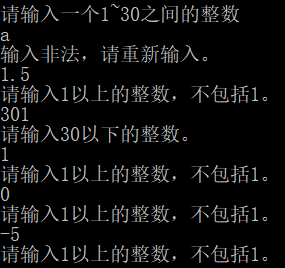 请输入一个1~30之间的整数
a
输入非法，请重新输入。
1.5
请输入1以上的整数，不包括1。
301
请输入30以下的整数。
1
请输入1以上的整数，不包括1。
0
请输入1以上的整数，不包括1。
-5
请输入1以上的整数，不包括1。